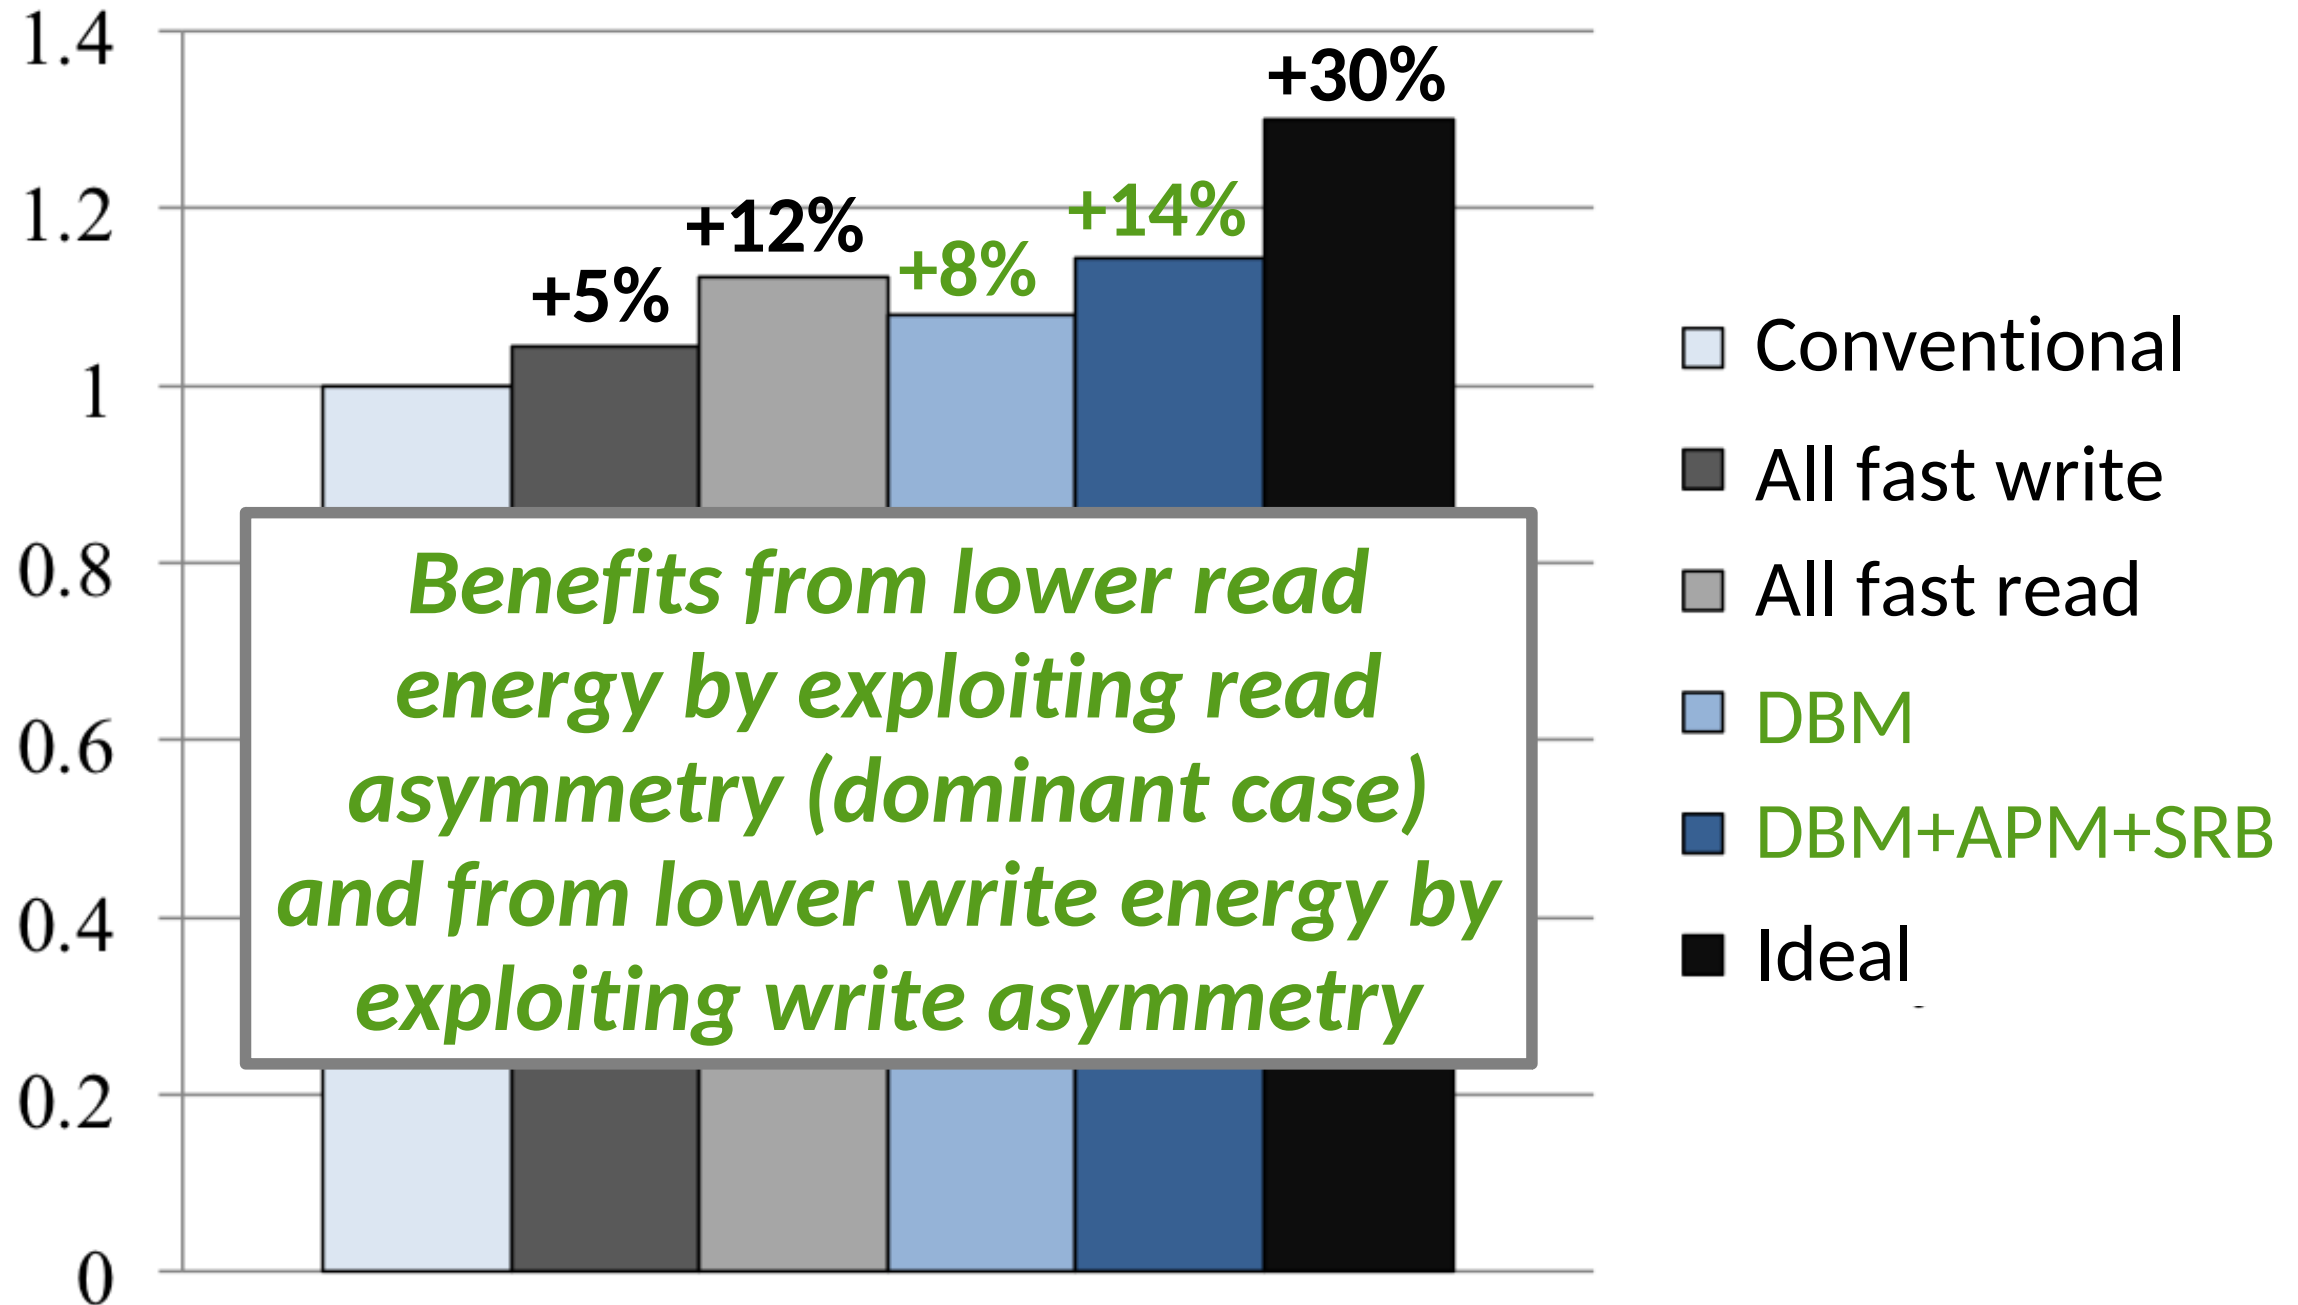 1.4
1.2
1
0.8
0.6
0.4
0.2
0
+5%
+12%
+8%
+14%
+30%
Benefits from lower read
energy by exploiting read
asymmetry (dominant case)
and from lower write energy by
exploiting write asymmetry
Conventional
All fast write
All fast read
DBM
DBM+APM+SRB
Ideal